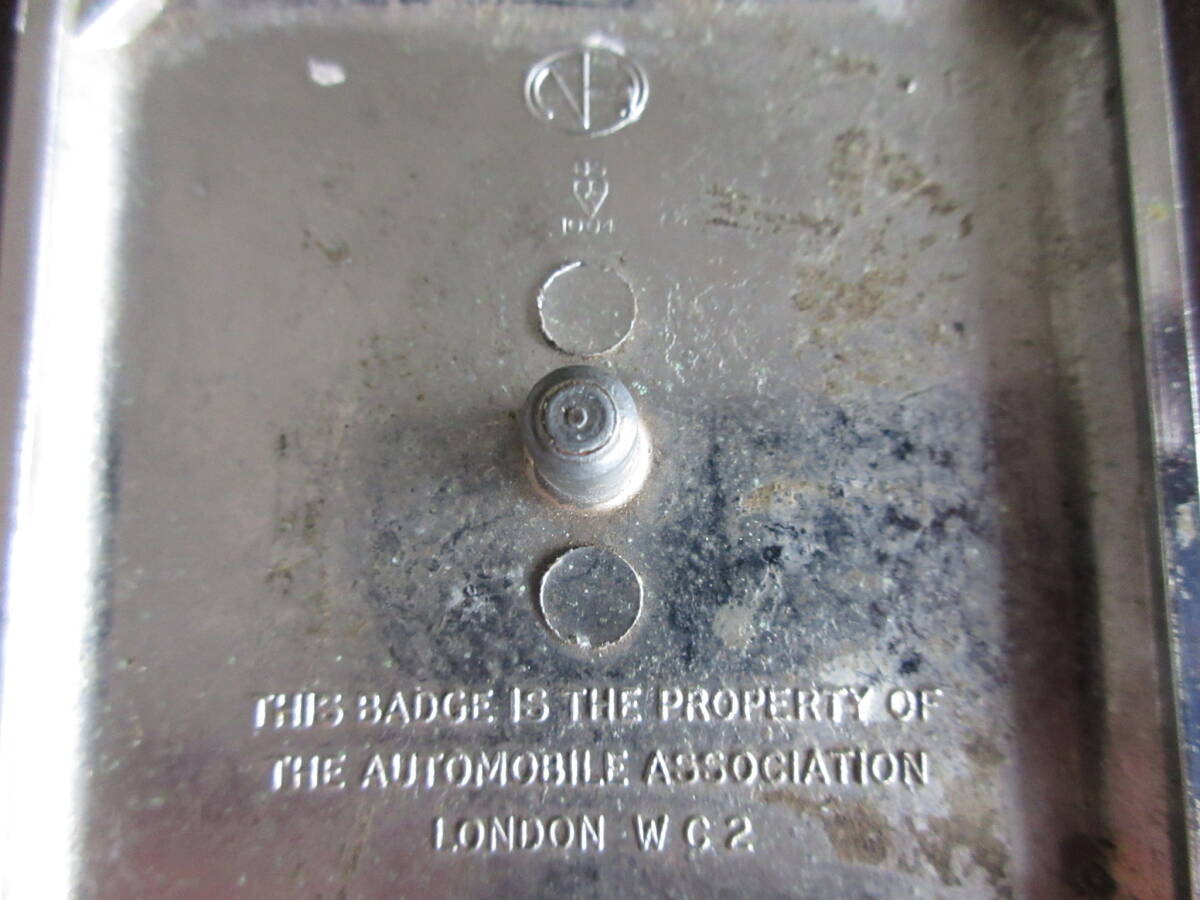 THIS BADGE IS THE PROPERTY OF
THE AUTOMOBILE ASSOCIATION
LONDON W C 2